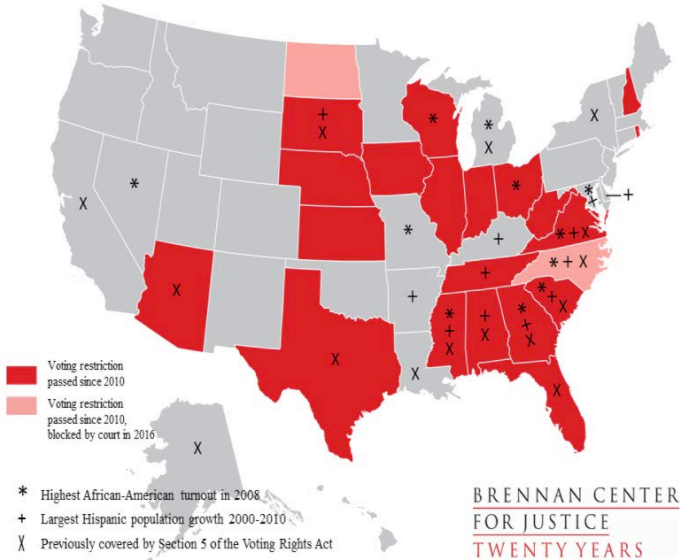 Voting restriction
passed since 2010
Voting restriction
passed since 2010,
blocked by court in 2016
* Highest African-American turnout in 2008
+ Largest Hispanic population growth 2000-2010
X Previously covered by Section 5 of the Voting Rights Act
BRENNAN CENTER
FOR JUSTICE
TWENTY YEARS